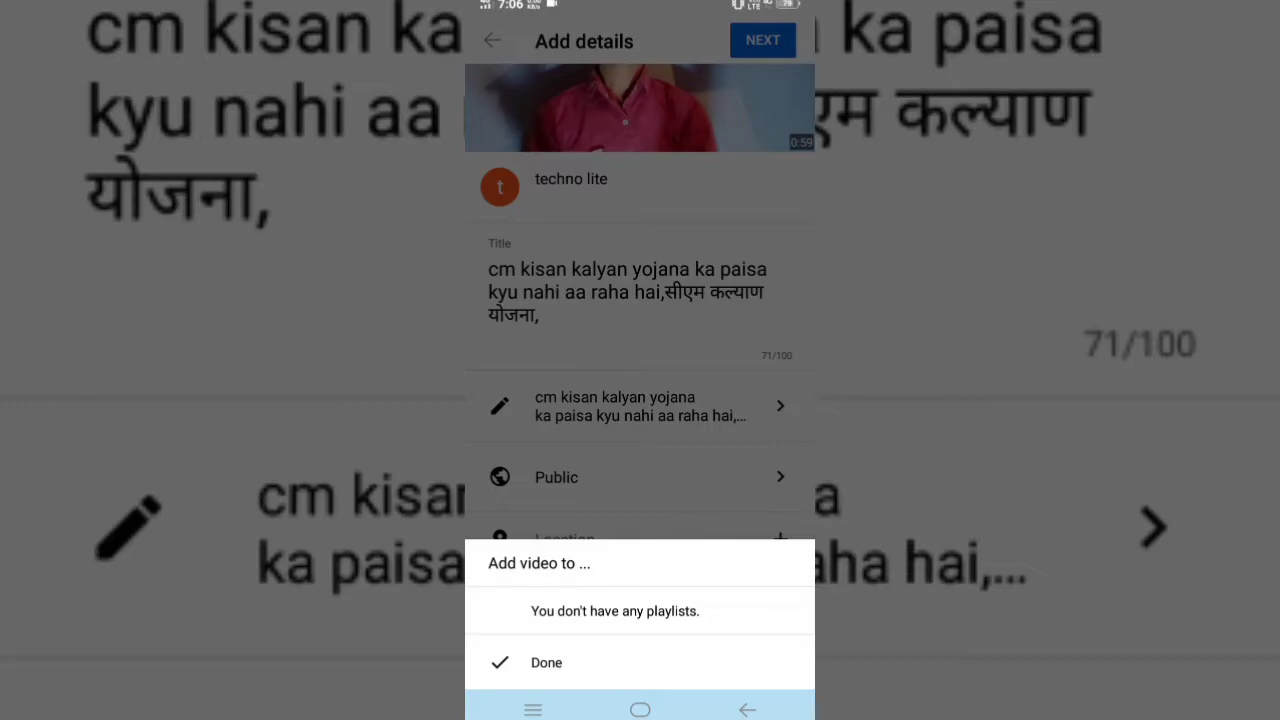 7:06
79
Add details
NEXT
0:59
t
techno lite
Title
cm kisan kalyan yojana ka paisa
kyu nahi aa raha hai,सीएम कल्याण
योजना,
71/100
cm kisan kalyan yojana
ka paisa kyu nahi aa raha hai,...
Public
Location
Add video to ...
You don't have any playlists.
Done
cm kisan ka
ka paisa
kyu nahi aa
एम कल्याण
योजना,
71/100
cm kisan
a
ka paisa
aha hai,...